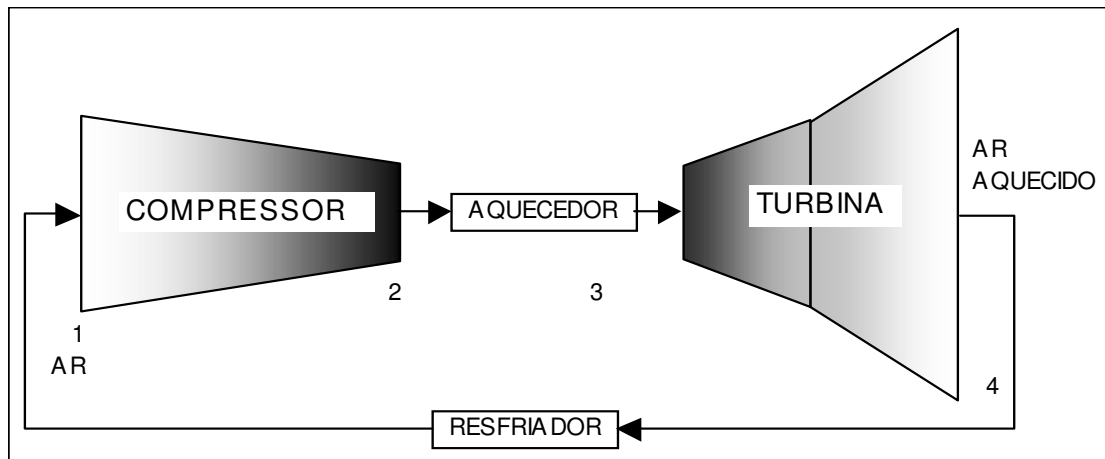 COMPRESSOR
AQUECEDOR
TURBINA
AR
AQUECIDO
2
3
1
AR
4
RESFRIADOR